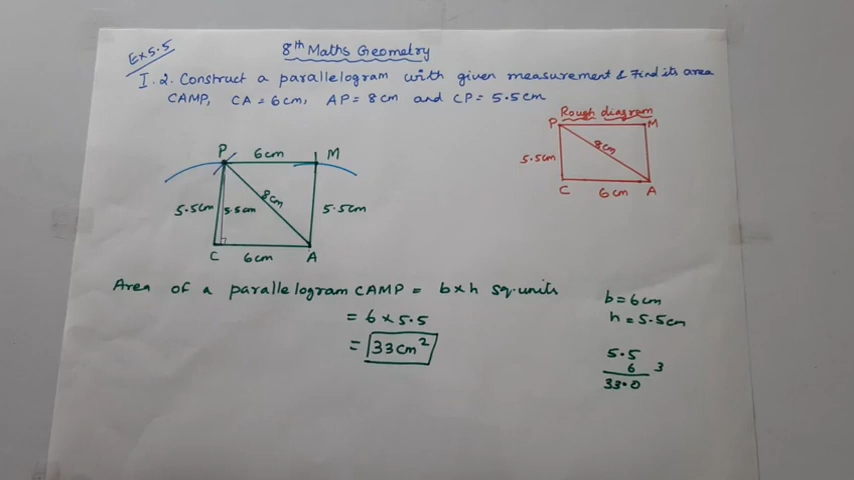 Ex 5.5
8th Maths Geometry
I. 2. Construct a parallelogram with given measurement & Find its area
CAMP, CA = 6cm, AP = 8cm and CP = 5.5cm
Rough diagram
P M
8cm
5.5cm
C 6cm A
P 6cm M
8cm
5.5cm 5.5cm 5.5cm
C 6cm A
Area of a parallelogram CAMP = b x h sq.units
= 6 x 5.5
= 33cm²
b = 6cm
h = 5.5cm
5.5
6 3
33.0